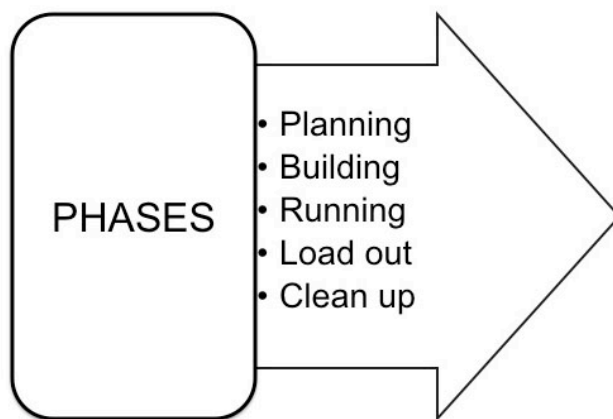 PHASES
• Planning
• Building
• Running
• Load out
• Clean up